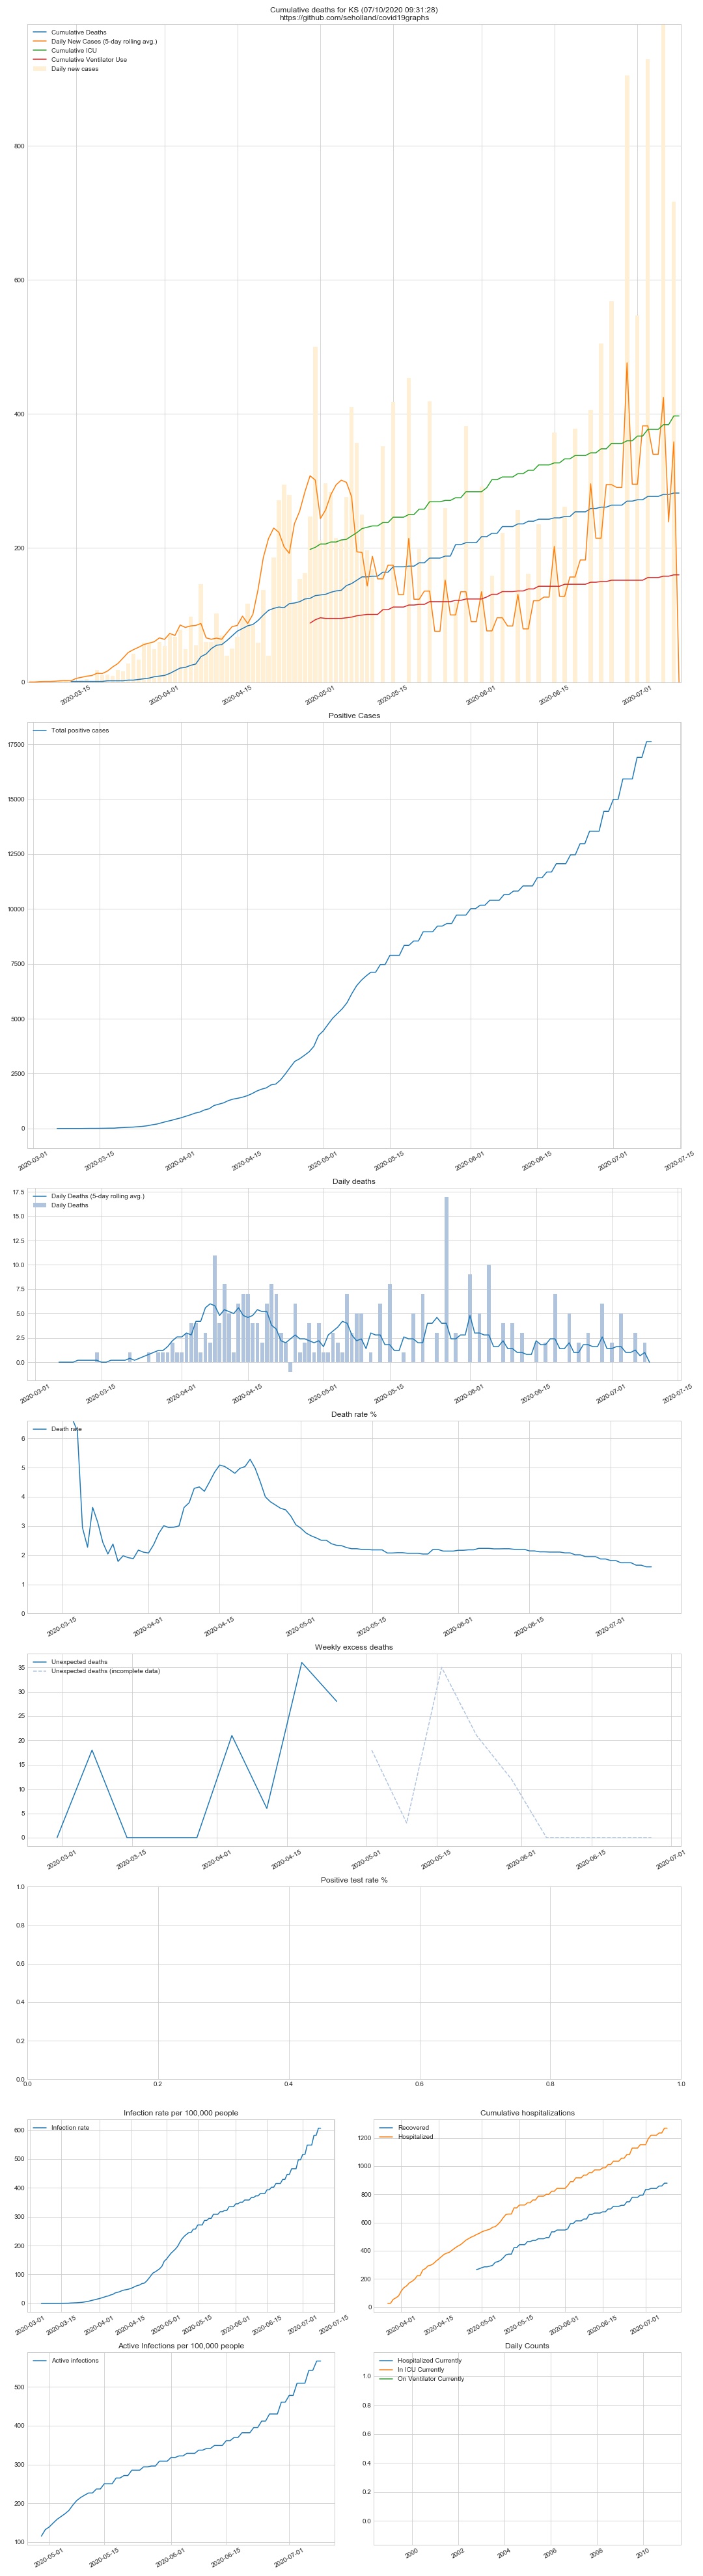 Cumulative deaths for KS (07/10/2020 09:31:28)
https://github.com/seholland/covid19graphs
Cumulative Deaths
Daily New Cases (5-day rolling avg.)
Cumulative ICU
Cumulative Ventilator Use
Daily new cases
800
600
400
200
0
2020-03-15 2020-04-01 2020-04-15 2020-05-01 2020-05-15 2020-06-01 2020-06-15 2020-07-01
Positive Cases
Total positive cases
17500
15000
12500
10000
7500
5000
2500
0
2020-03-01 2020-03-15 2020-04-01 2020-04-15 2020-05-01 2020-05-15 2020-06-01 2020-06-15 2020-07-01 2020-07-15
Daily deaths
Daily Deaths (5-day rolling avg.)
Daily Deaths
17.5
15.0
12.5
10.0
7.5
5.0
2.5
0.0
2020-03-01 2020-03-15 2020-04-01 2020-04-15 2020-05-01 2020-05-15 2020-06-01 2020-06-15 2020-07-01 2020-07-15
Death rate %
Death rate
6
5
4
3
2
1
0
2020-03-15 2020-04-01 2020-04-15 2020-05-01 2020-05-15 2020-06-01 2020-06-15 2020-07-01
Weekly excess deaths
Unexpected deaths
Unexpected deaths (incomplete data)
35
30
25
20
15
10
5
0
2020-03-01 2020-03-15 2020-04-01 2020-04-15 2020-05-01 2020-05-15 2020-06-01 2020-06-15 2020-07-01
Positive test rate %
1.0
0.8
0.6
0.4
0.2
0.0
0.0 0.2 0.4 0.6 0.8 1.0
Infection rate per 100,000 people
Infection rate
600
500
400
300
200
100
0
2020-03-01 2020-03-15 2020-04-01 2020-04-15 2020-05-01 2020-05-15 2020-06-01 2020-06-15 2020-07-01 2020-07-15
Cumulative hospitalizations
Recovered
Hospitalized
1200
1000
800
600
400
200
0
2020-04-01 2020-04-15 2020-05-01 2020-05-15 2020-06-01 2020-06-15 2020-07-01
Active Infections per 100,000 people
Active infections
500
400
300
200
100
2020-05-01 2020-05-15 2020-06-01 2020-06-15 2020-07-01
Daily Counts
Hospitalized Currently
In ICU Currently
On Ventilator Currently
1.0
0.8
0.6
0.4
0.2
0.0
2000 2002 2004 2006 2008 2010